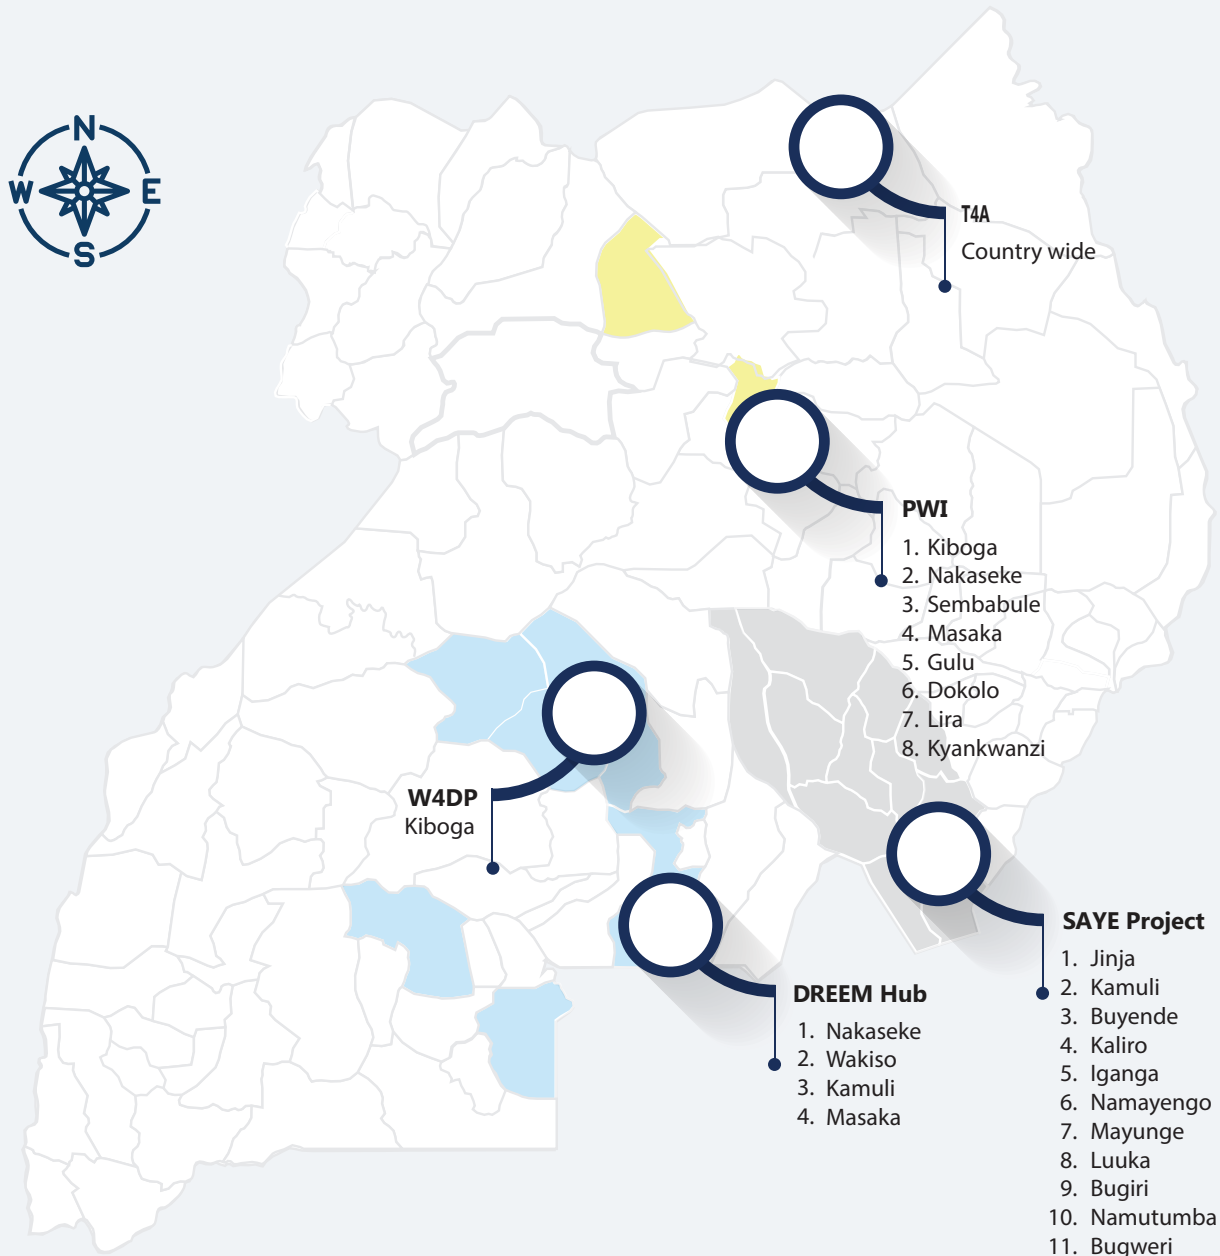 N
W E
S
T4A
Country wide
PWI
1. Kiboga
2. Nakaseke
3. Sembabule
4. Masaka
5. Gulu
6. Dokolo
7. Lira
8. Kyankwanzi
W4DP
Kiboga
DREEM Hub
1. Nakaseke
2. Wakiso
3. Kamuli
4. Masaka
SAYE Project
1. Jinja
2. Kamuli
3. Buyende
4. Kaliro
5. Iganga
6. Namayengo
7. Mayunge
8. Luuka
9. Bugiri
10. Namutumba
11. Bugweri